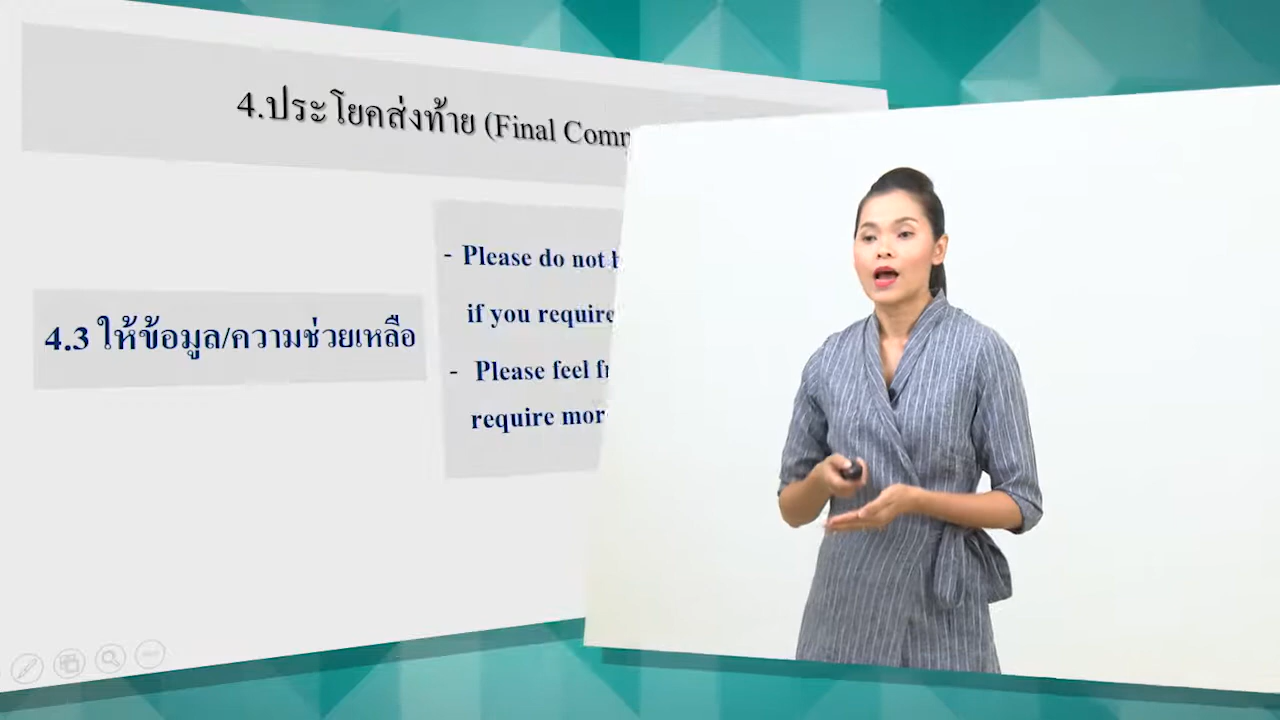 4.ประโยคส่งท้าย (Final
4.3 ให้ข้อมูล/ความช่วยเหลือ
- Please do not
if you require
- Please feel
require